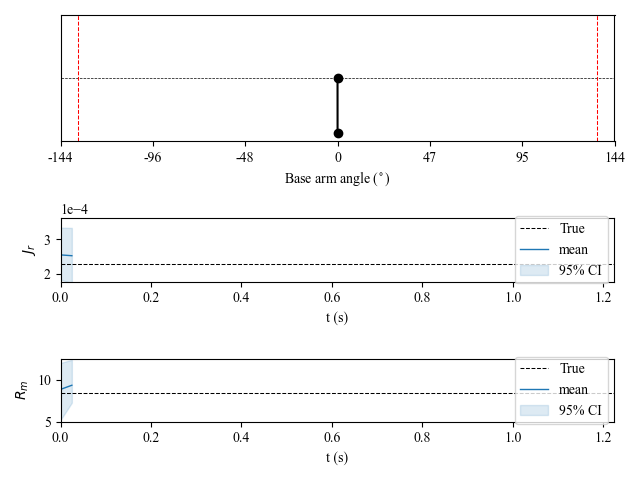 -144 -96 -48 0 47 95 144
Base arm angle (°)
1e−4
3
2
J_r
True
mean
95% CI
0.0 0.2 0.4 0.6 0.8 1.0 1.2
t (s)
10
5
R_m
True
mean
95% CI
0.0 0.2 0.4 0.6 0.8 1.0 1.2
t (s)